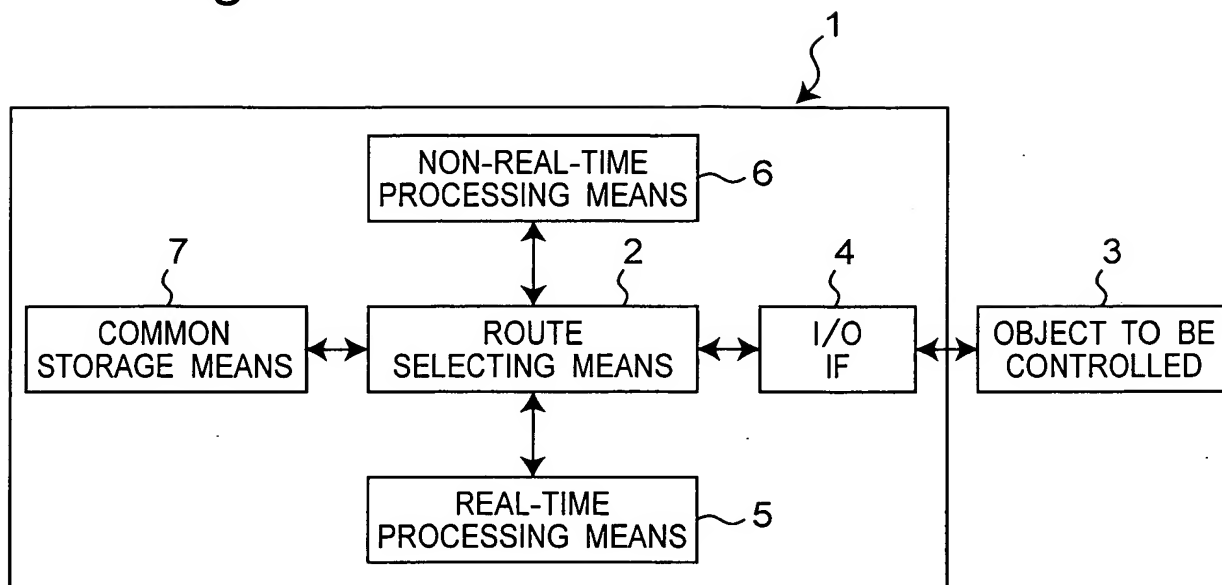 1
NON-REAL-TIME
PROCESSING MEANS
6
7
2
4
3
COMMON
STORAGE MEANS
ROUTE
SELECTING MEANS
I/O
IF
OBJECT TO BE
CONTROLLED
REAL-TIME
PROCESSING MEANS
5